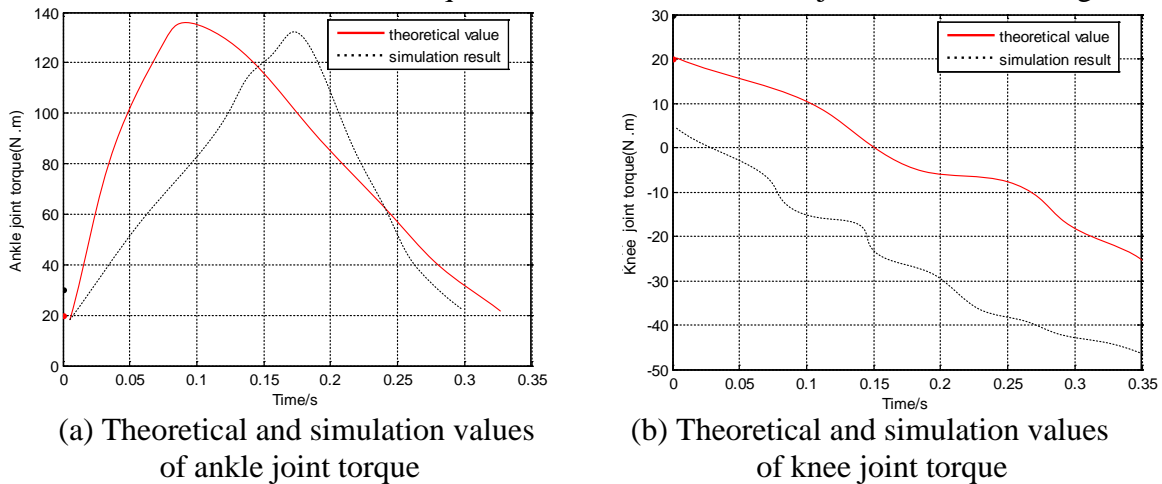 theoretical value
simulation result
Ankle joint torque(N .m)
140
120
100
80
60
40
20
0
0 0.05 0.1 0.15 0.2 0.25 0.3 0.35
Time/s
(a) Theoretical and simulation values
of ankle joint torque
theoretical value
simulation result
Knee joint torque(N .m)
30
20
10
0
-10
-20
-30
-40
-50
0 0.05 0.1 0.15 0.2 0.25 0.3 0.35
Time/s
(b) Theoretical and simulation values
of knee joint torque